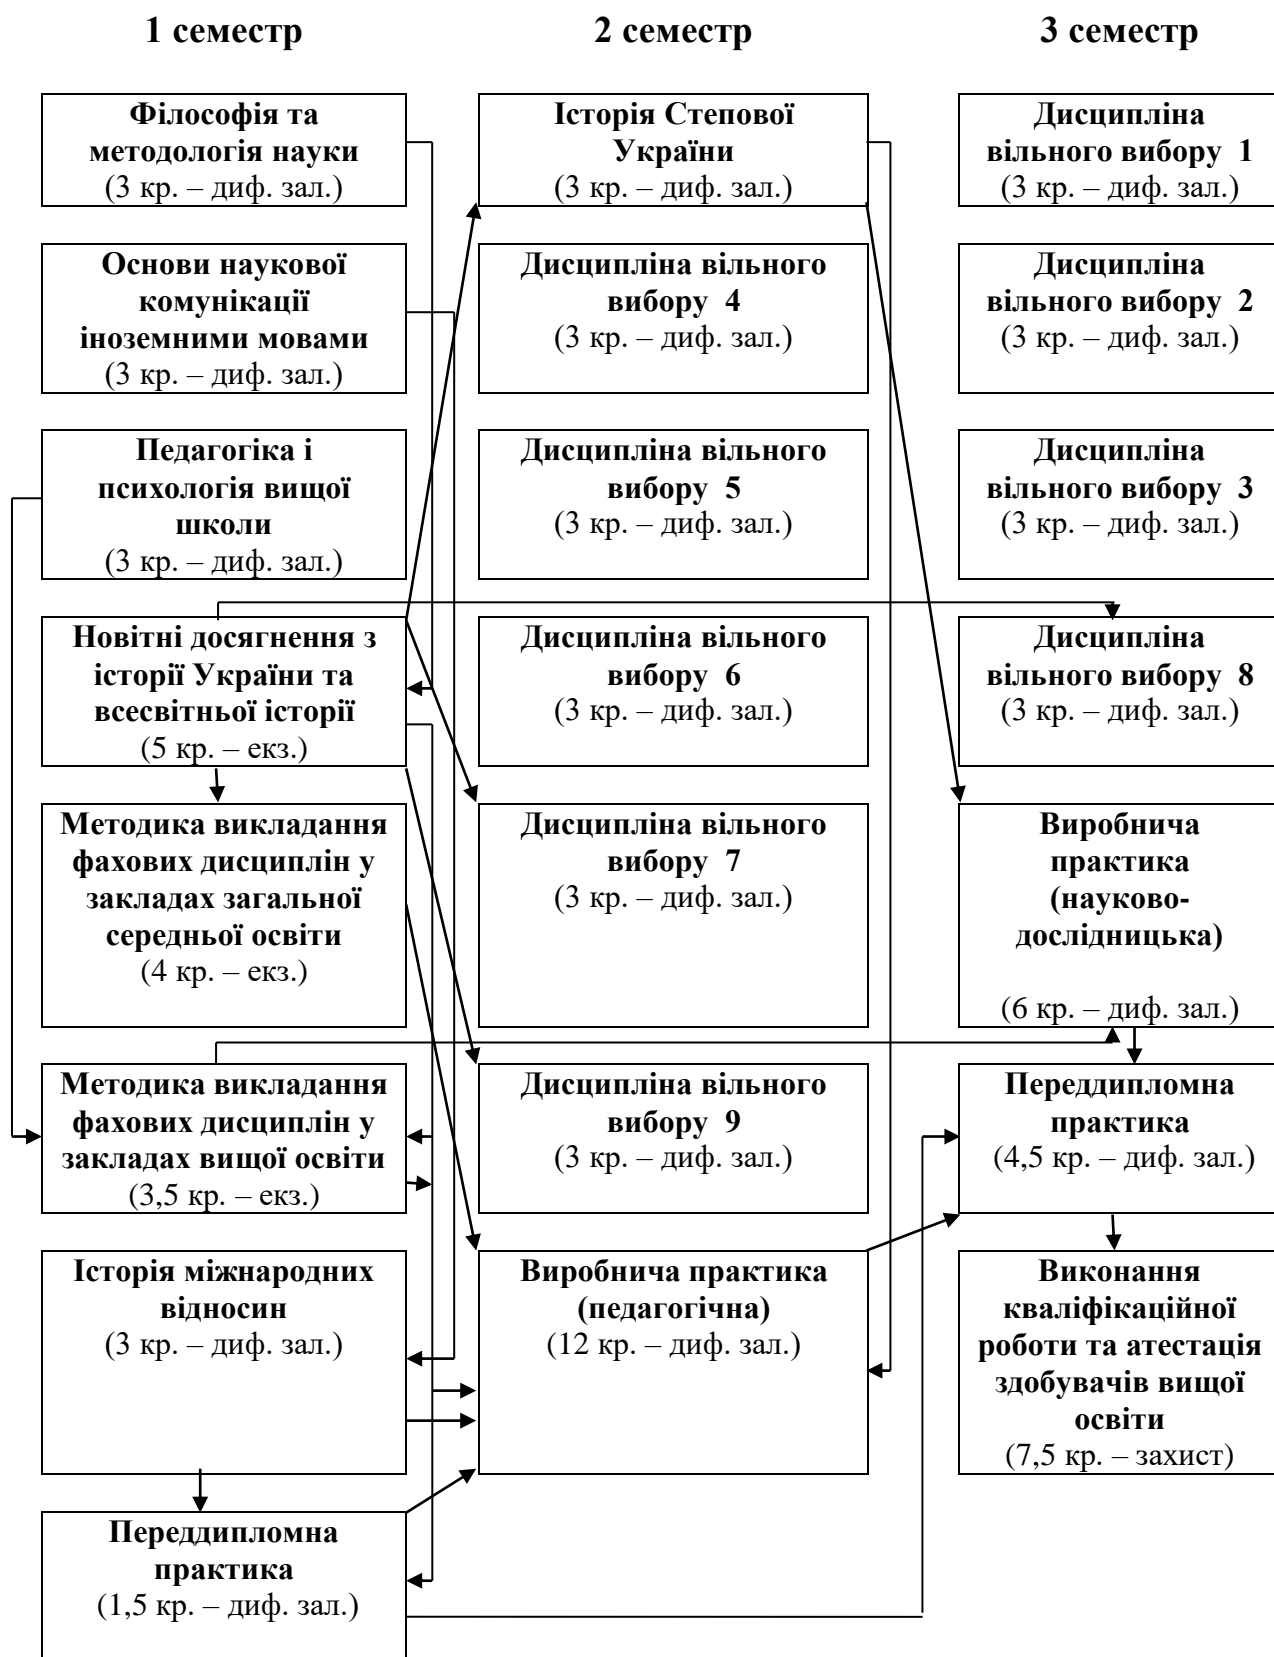 1 семестр
2 семестр
3 семестр
Філософія та
методологія науки
(3 кр. – диф. зал.)
Історія Степової
України
(3 кр. – диф. зал.)
Дисципліна
вільного вибору 1
(3 кр. – диф. зал.)
Основи наукової
комунікації
іноземними мовами
(3 кр. – диф. зал.)
Дисципліна вільного
вибору 4
(3 кр. – диф. зал.)
Дисципліна
вільного вибору 2
(3 кр. – диф. зал.)
Педагогіка і
психологія вищої
школи
(3 кр. – диф. зал.)
Дисципліна вільного
вибору 5
(3 кр. – диф. зал.)
Дисципліна
вільного вибору 3
(3 кр. – диф. зал.)
Новітні досягнення з
історії України та
всесвітньої історії
(5 кр. – екз.)
Дисципліна вільного
вибору 6
(3 кр. – диф. зал.)
Дисципліна
вільного вибору 8
(3 кр. – диф. зал.)
Методика викладання
фахових дисциплін у
закладах загальної
середньої освіти
(4 кр. – екз.)
Дисципліна вільного
вибору 7
(3 кр. – диф. зал.)
Виробнича
практика
(науково-
дослідницька)
(6 кр. – диф. зал.)
Методика викладання
фахових дисциплін у
закладах вищої освіти
(3,5 кр. – екз.)
Дисципліна вільного
вибору 9
(3 кр. – диф. зал.)
Переддипломна
практика
(4,5 кр. – диф. зал.)
Історія міжнародних
відносин
(3 кр. – диф. зал.)
Виробнича практика
(педагогічна)
(12 кр. – диф. зал.)
Виконання
кваліфікаційної
роботи та атестація
здобувачів вищої
освіти
(7,5 кр. – захист)
Переддипломна
практика
(1,5 кр. – диф. зал.)